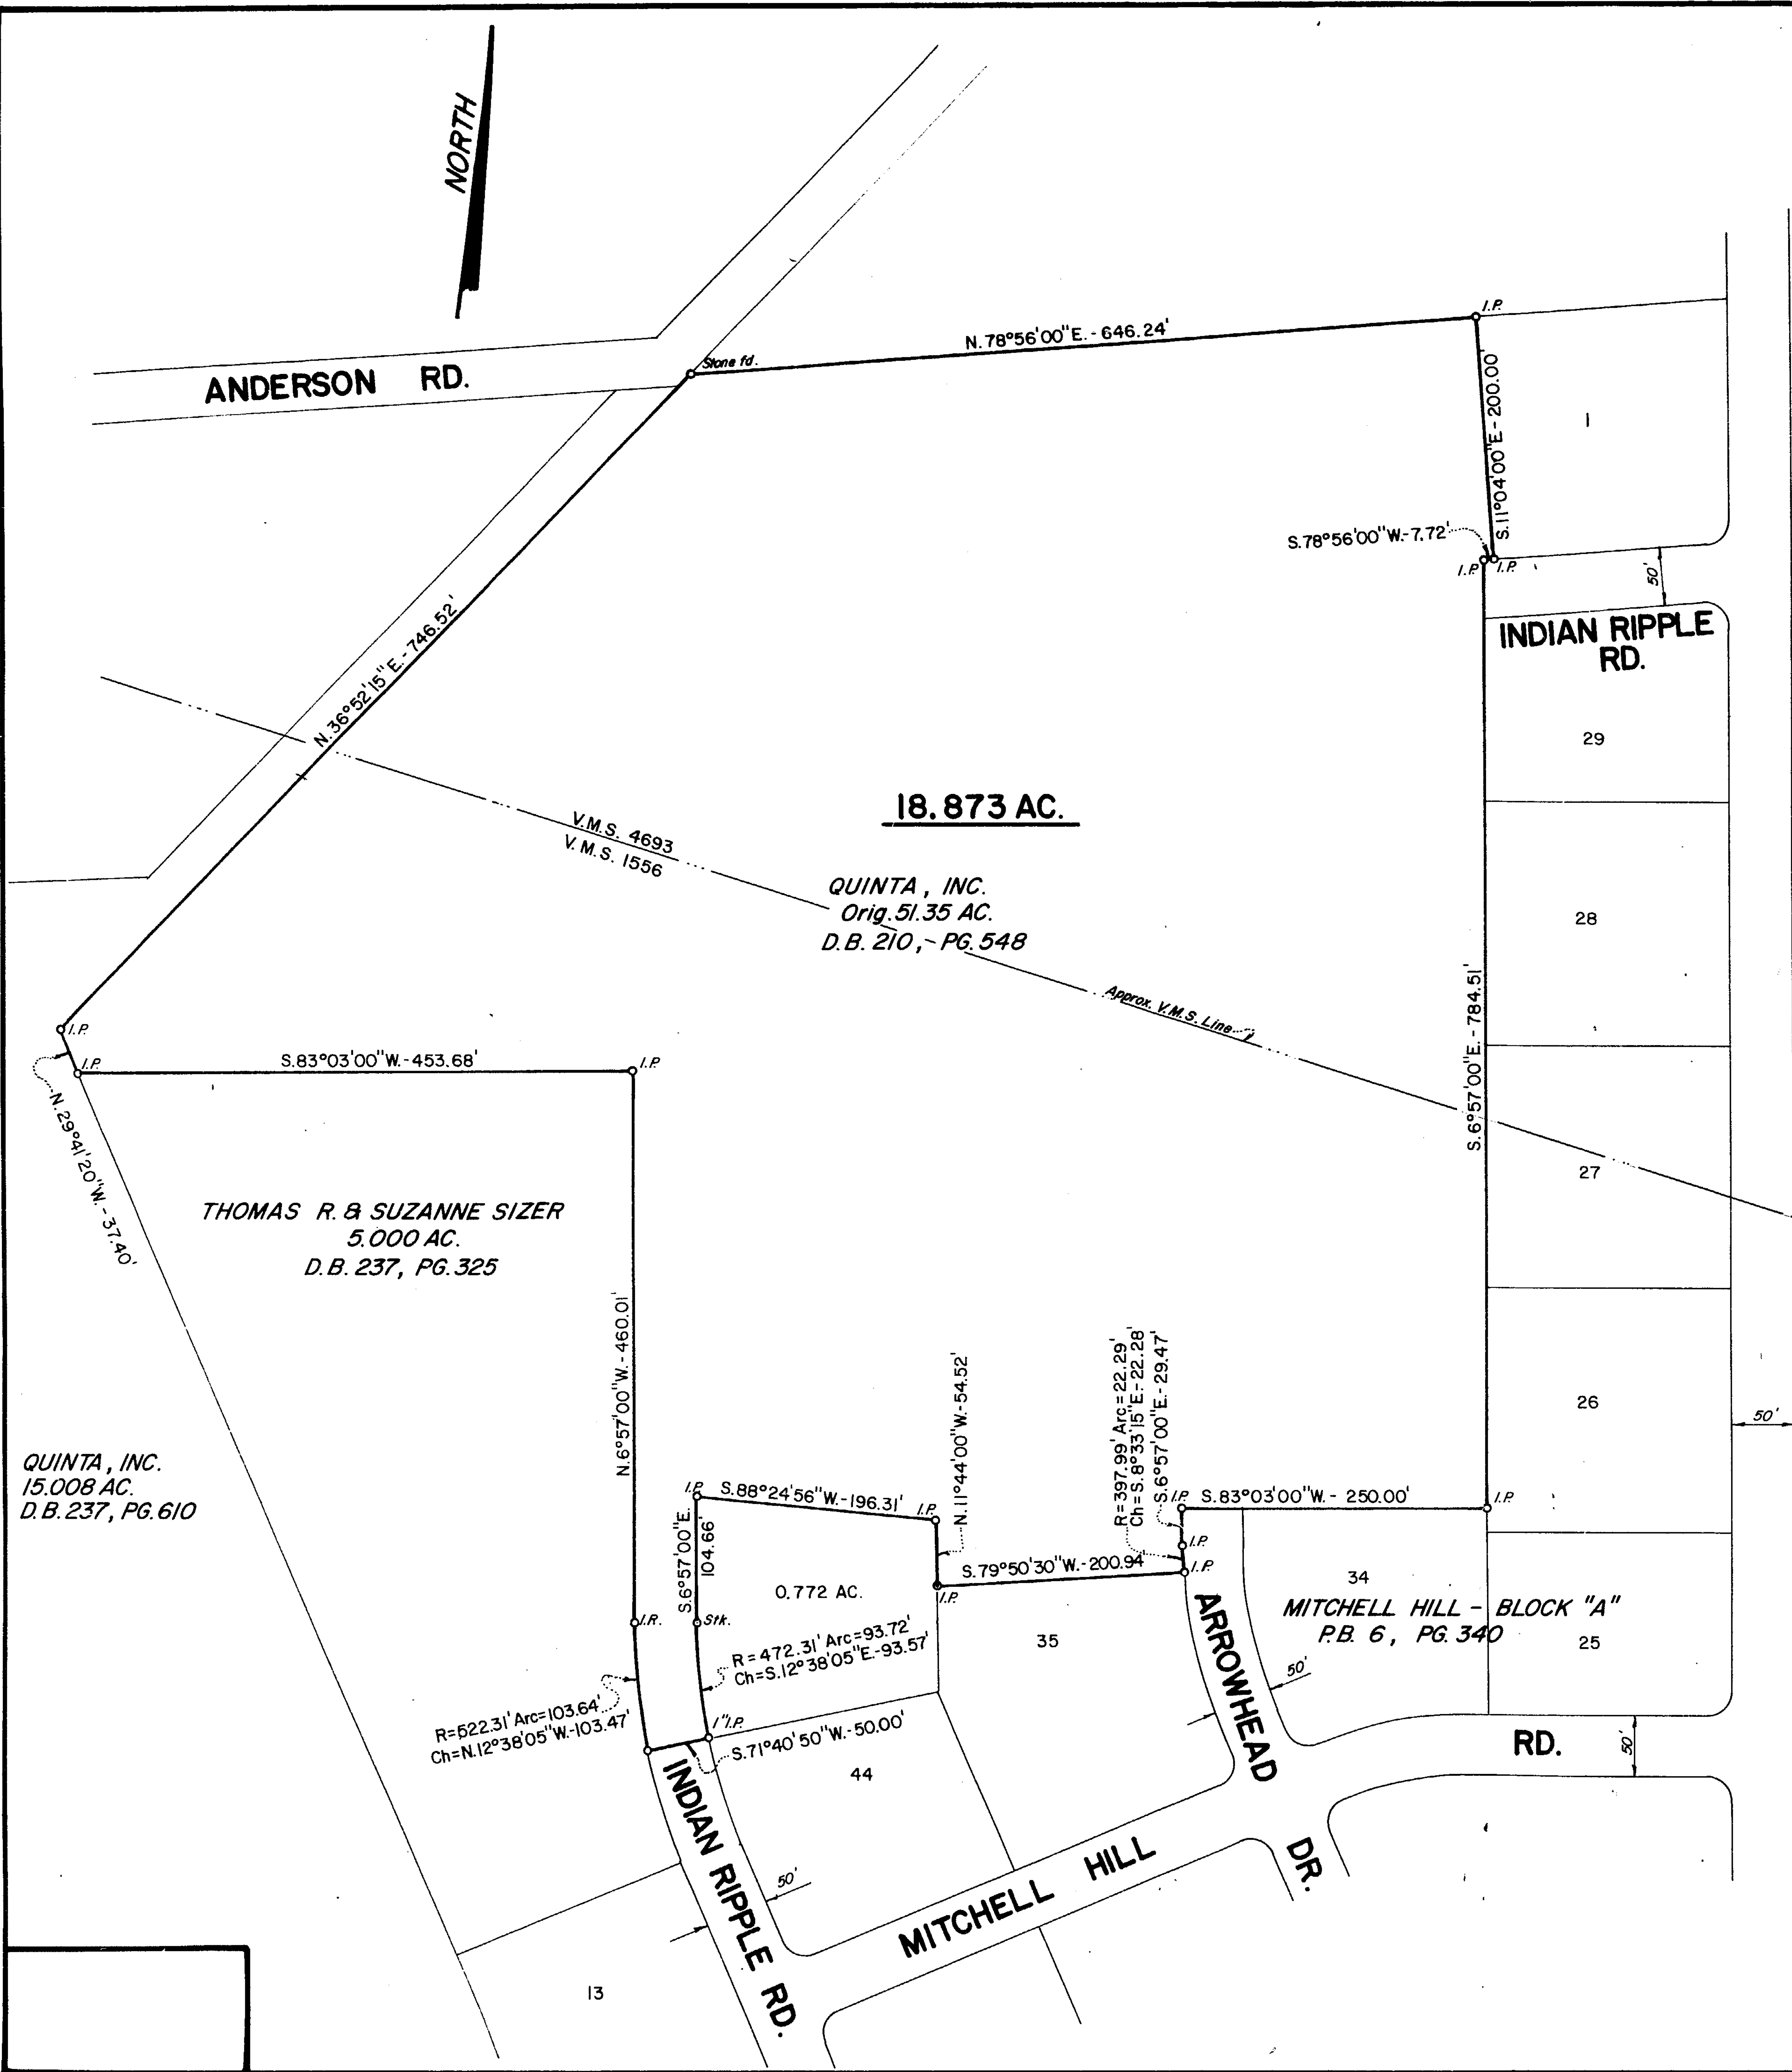 NORTH
ANDERSON RD.
Stone fd.
N.78°56'00"E.-646.24'
I.P.
S.11°04'00"E-200.00'
1
S.78°56'00"W.-7.72'
I.P.
I.P.
50'
INDIAN RIPPLE
RD.
N.36°52'15"E.-746.52'
29
18.873 AC.
V.M.S. 4693
V.M.S. 1556
QUINTA, INC.
Orig. 51.35 AC.
D.B. 210,- PG. 548
28
Approx. V.M.S. Line
S.6°57'00"E.-784.51'
I.P.
I.P.
S.83°03'00"W.-453.68'
I.P.
N.29°41'20"W.-37.40'
27
THOMAS R. & SUZANNE SIZER
5.000 AC.
D.B. 237, PG. 325
N.6°57'00"W.-460.01'
26
50'
QUINTA, INC.
15.008 AC.
D.B. 237, PG. 610
I.P.
S.88°24'56"W.-196.31'
I.P.
N.11°44'00"W.-54.52'
R=397.99' Arc=22.29'
Ch=S.8°33'15"E-22.28'
S.6°57'00"E.-29.47'
I.P.
S.83°03'00"W.-250.00'
I.P.
I.P.
I.P.
S.6°57'00"E.
104.66'
S.79°50'30"W.-200.94'
I.P.
0.772 AC.
I.R.
Stk.
34
MITCHELL HILL - BLOCK "A"
P.B. 6, PG. 340
25
35
R=472.31' Arc=93.72'
Ch=S.12°38'05"E.-93.57'
R=522.31' Arc=103.64'
Ch=N.12°38'05"W.-103.47'
1"I.P.
S.71°40'50"W.-50.00'
44
ARROWHEAD
50'
RD.
50'
INDIAN RIPPLE RD.
50'
MITCHELL HILL
DR.
13